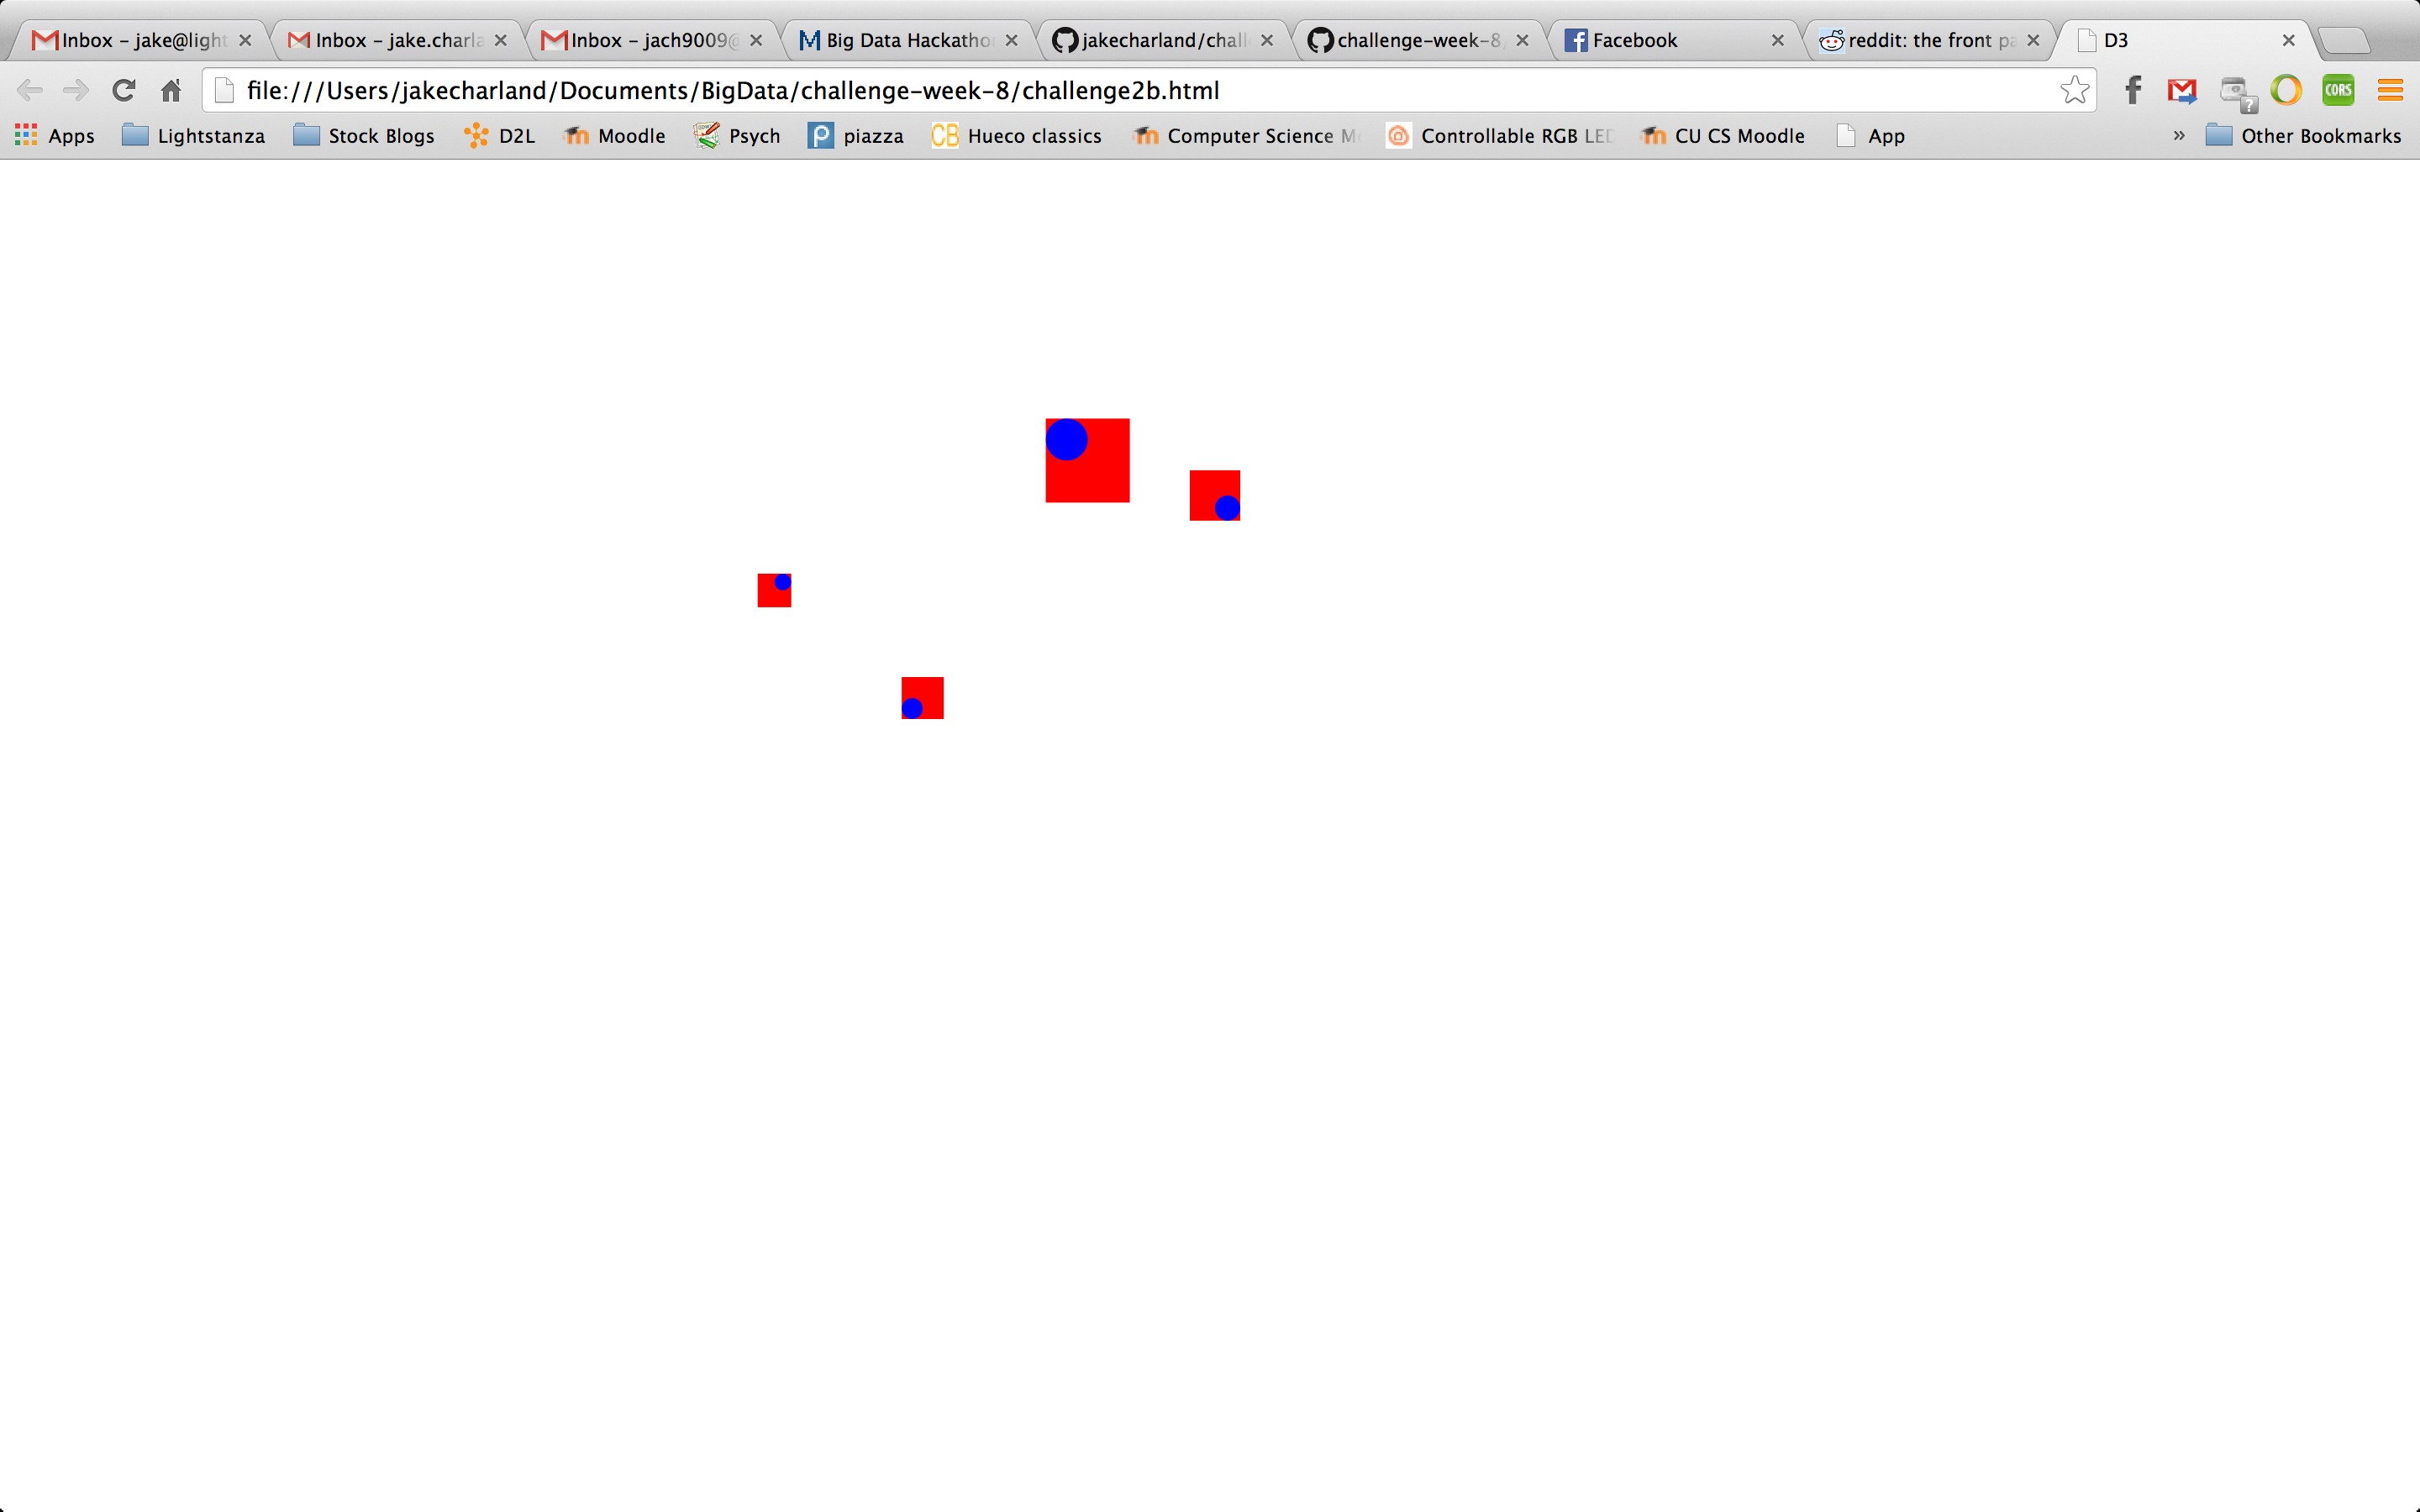 Inbox – jake@light Inbox – jake.charla Inbox – jach9009@ Big Data Hackatho jakecharland/chall challenge-week-8 Facebook reddit: the front pa D3
file:///Users/jakecharland/Documents/BigData/challenge-week-8/challenge2b.html CORS
Apps Lightstanza Stock Blogs D2L Moodle Psych piazza CB Hueco classics Computer Science M Controllable RGB LED CU CS Moodle App » Other Bookmarks